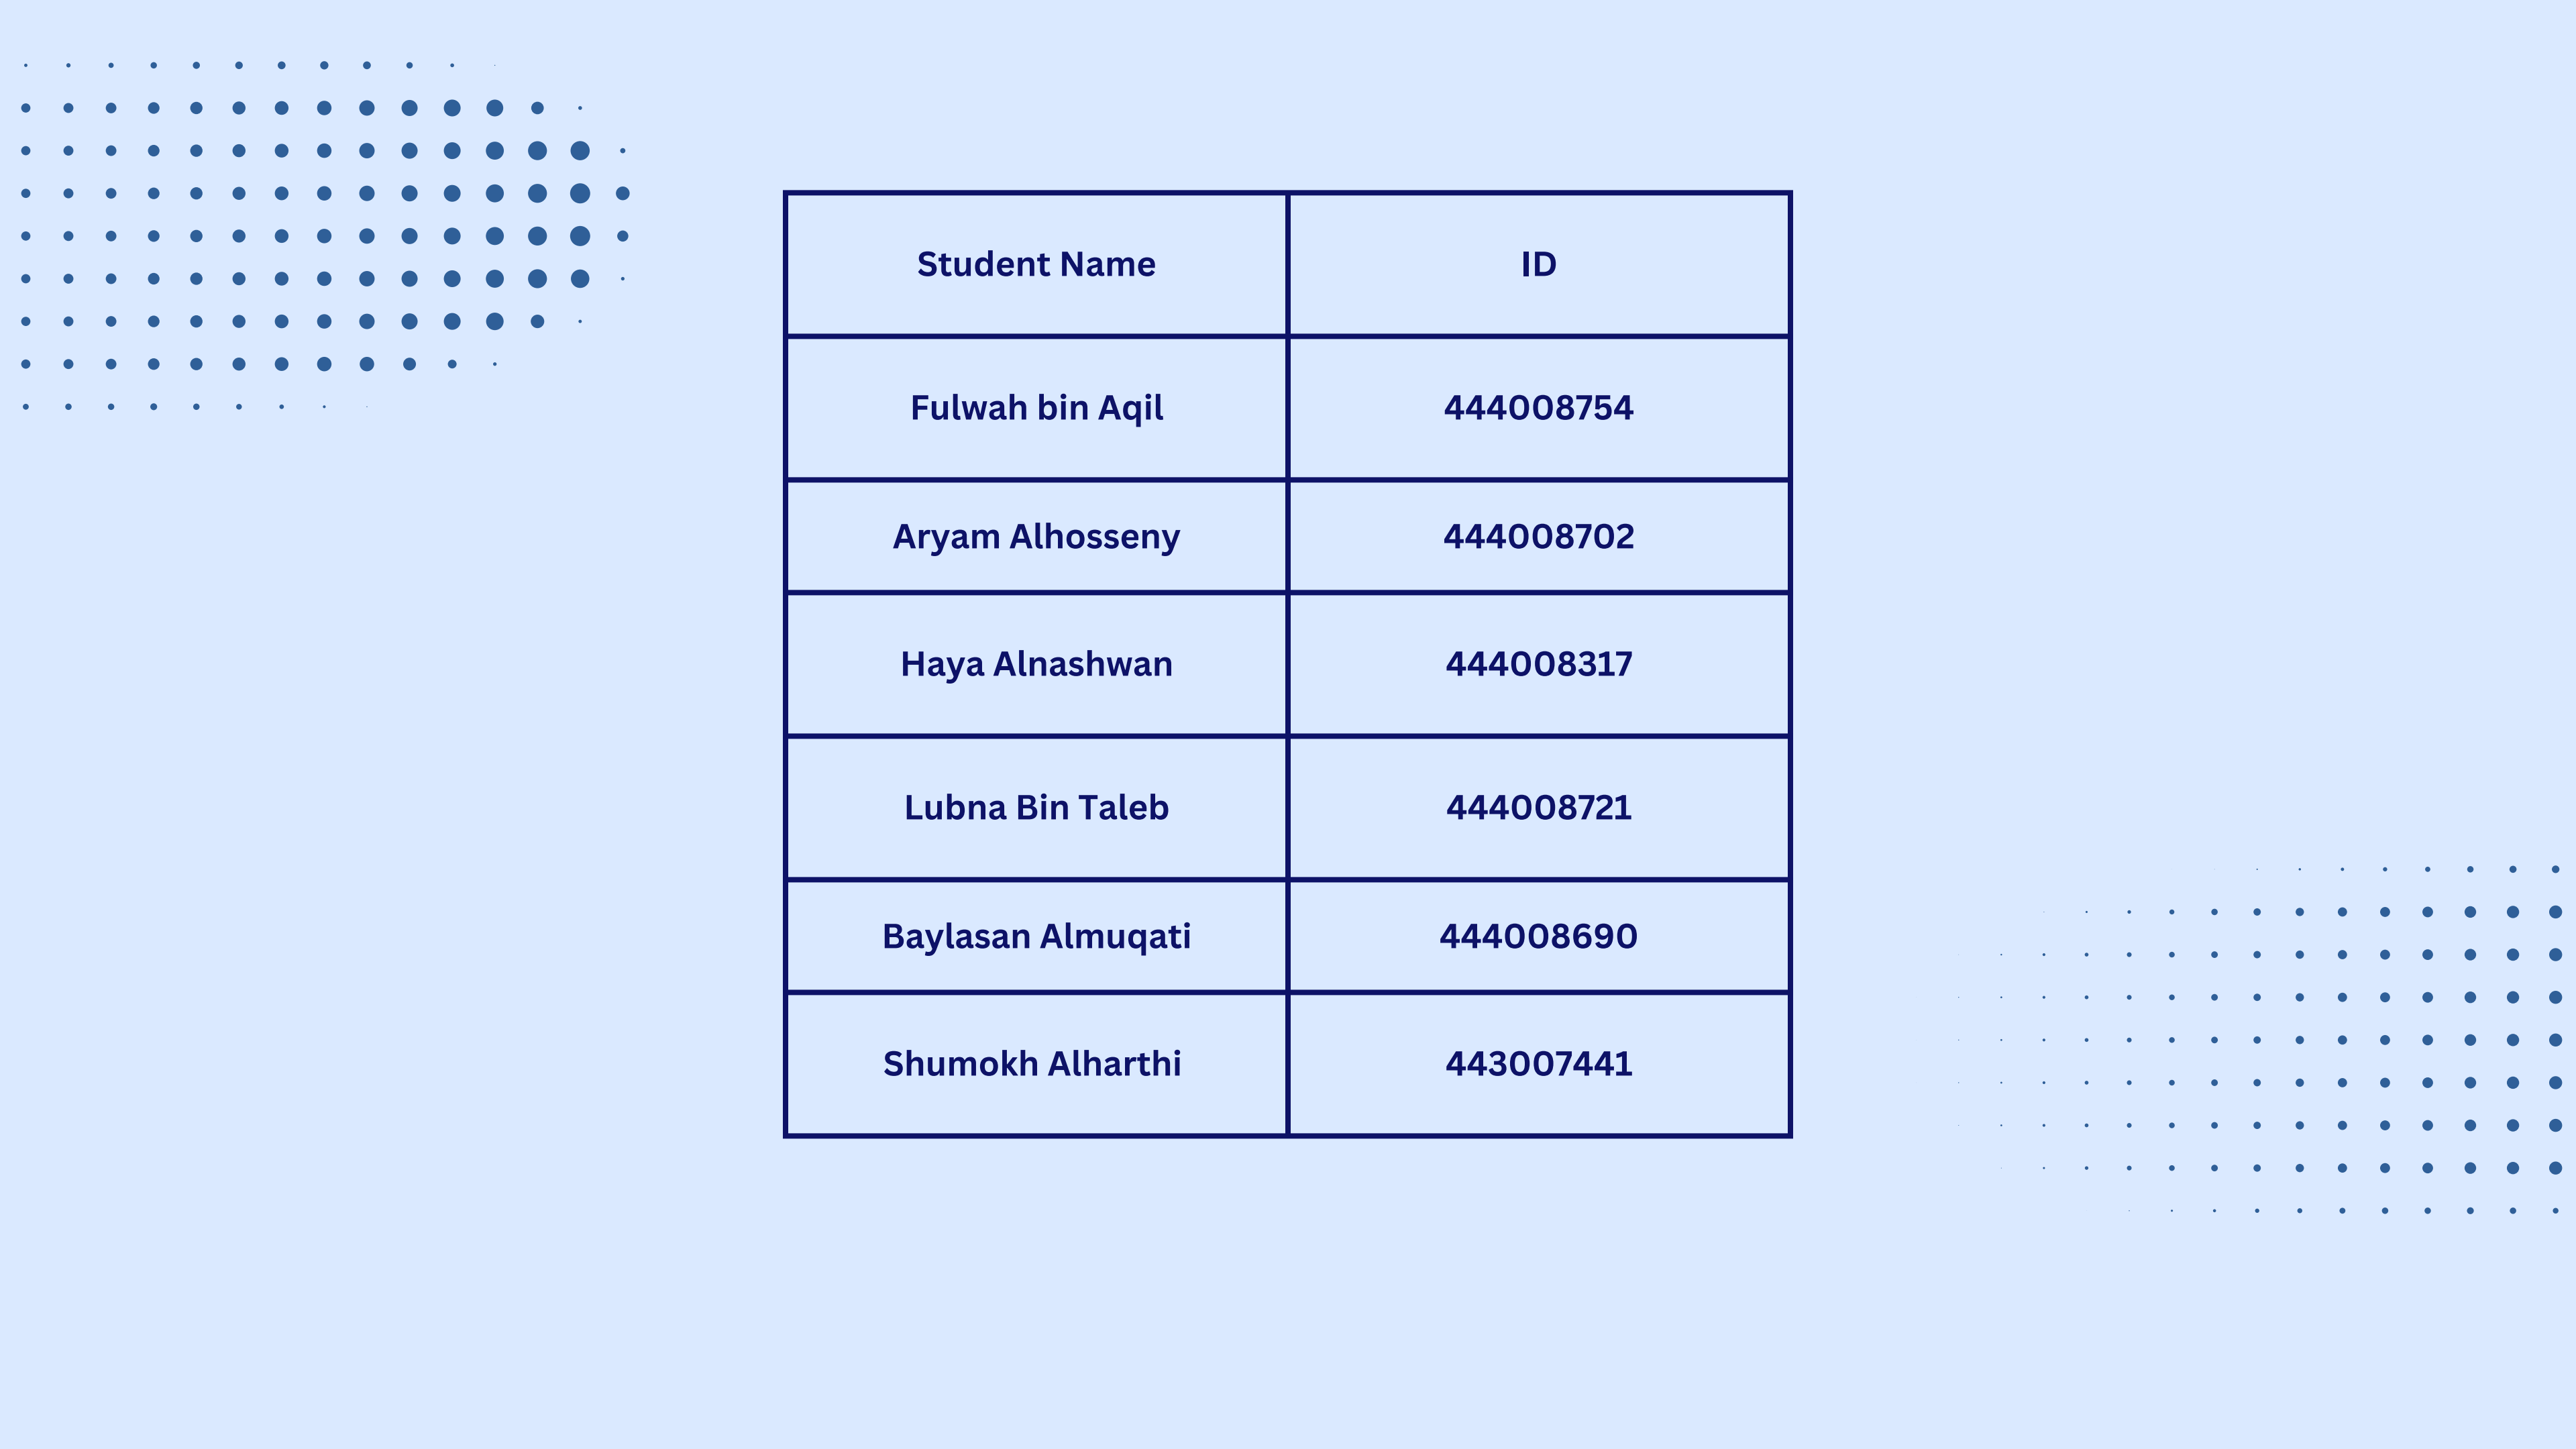 Student Name ID
Fulwah bin Aqil 444008754
Aryam Alhosseny 444008702
Haya Alnashwan 444008317
Lubna Bin Taleb 444008721
Baylasan Almuqati 444008690
Shumokh Alharthi 443007441